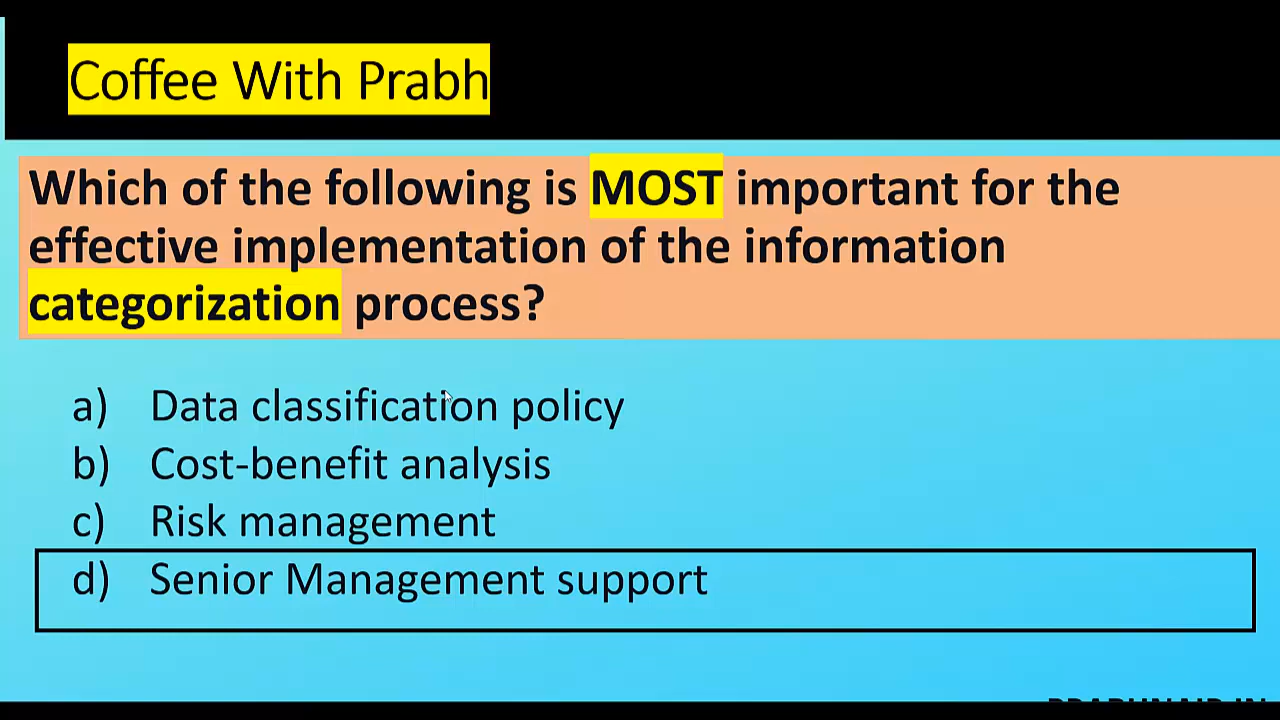 Coffee With Prabh
Which of the following is MOST important for the
effective implementation of the information
categorization process?
a) Data classification policy
b) Cost-benefit analysis
c) Risk management
d) Senior Management support